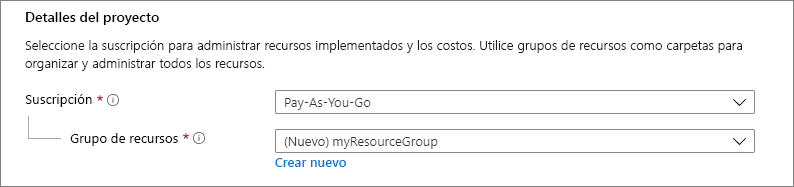 Detalles del proyecto
Seleccione la suscripción para administrar recursos implementados y los costos. Utilice grupos de recursos como carpetas para
organizar y administrar todos los recursos.
Suscripción *
Pay-As-You-Go
Grupo de recursos *
(Nuevo) myResourceGroup
Crear nuevo